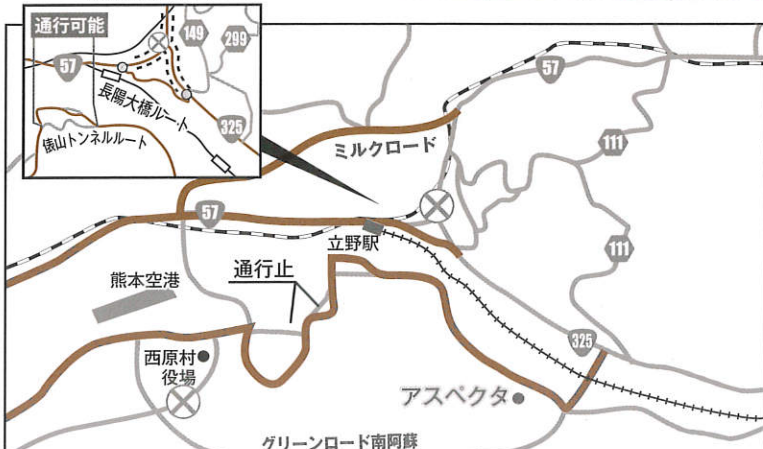 通行可能
149
299
57
長陽大橋ルート
325
俵山トンネルルート
57
ミルクロード
111
57
立野駅
111
熊本空港
通行止
325
西原村
役場
アスペクタ
グリーンロード南阿蘇